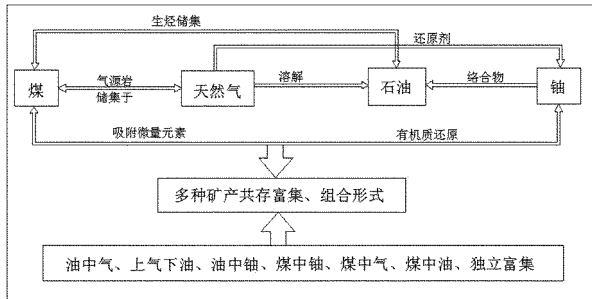 生烃储集
还原剂
煤
气源岩
储集于
天然气
溶解
石油
络合物
铀
吸附微量元素
有机质还原
多种矿产共存富集、组合形式
油中气、上气下油、油中铀、煤中铀、煤中气、煤中油、独立富集